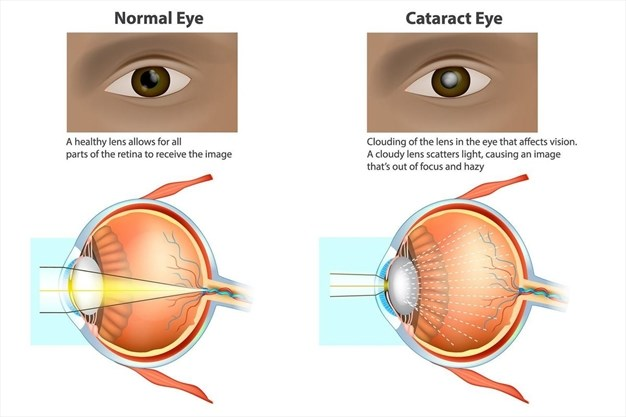 Normal Eye
A healthy lens allows for all
parts of the retina to receive the image
Cataract Eye
Clouding of the lens in the eye that affects vision.
A cloudy lens scatters light, causing an image
that's out of focus and hazy